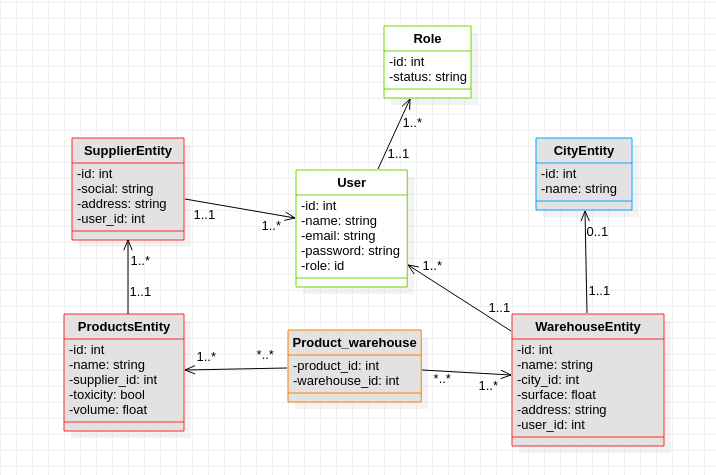 Role
-id: int
-status: string
1..*
1..1
SupplierEntity
-id: int
-social: string
-address: string
-user_id: int
1..1
1..*
User
-id: int
-name: string
-email: string
-password: string
-role: id
CityEntity
-id: int
-name: string
0..1
1..1
1..*
1..1
1..*
1..1
ProductsEntity
-id: int
-name: string
-supplier_id: int
-toxicity: bool
-volume: float
1..*
*..*
Product_warehouse
-product_id: int
-warehouse_id: int
*..*
1..*
WarehouseEntity
-id: int
-name: string
-city_id: int
-surface: float
-address: string
-user_id: int